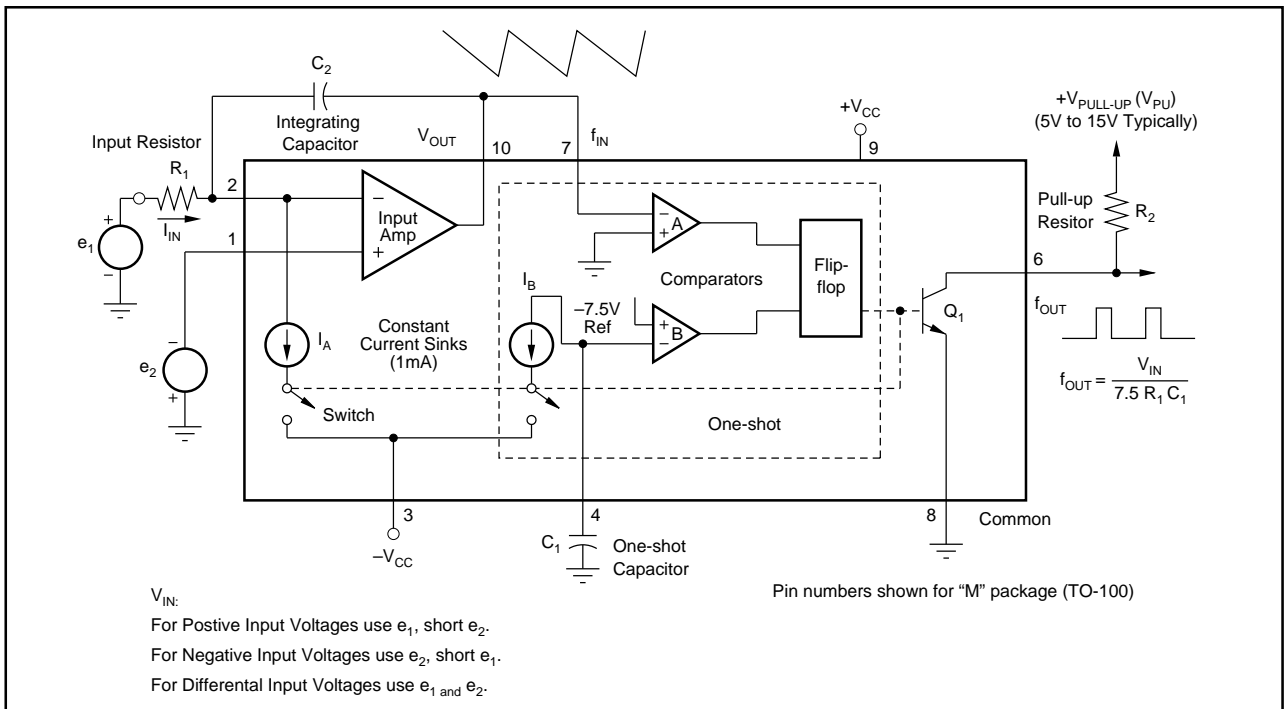 C2
Integrating
Capacitor
Input Resistor
R1
IIN
e1
+
−
e2
−
+
2
1
VOUT
10
7
fIN
+VCC
9
+VPULL-UP (VPU)
(5V to 15V Typically)
Pull-up
Resitor
R2
−
Input
Amp
+
−
A
+
Comparators
Flip-
flop
IB
−7.5V
Ref
+
B
−
IA
Constant
Current Sinks
(1mA)
Switch
One-shot
Q1
6
fOUT
fOUT = VIN
7.5 R1 C1
3
−VCC
4
C1
One-shot
Capacitor
8
Common
Pin numbers shown for “M” package (TO-100)
VIN:
For Postive Input Voltages use e1, short e2.
For Negative Input Voltages use e2, short e1.
For Differental Input Voltages use e1 and e2.